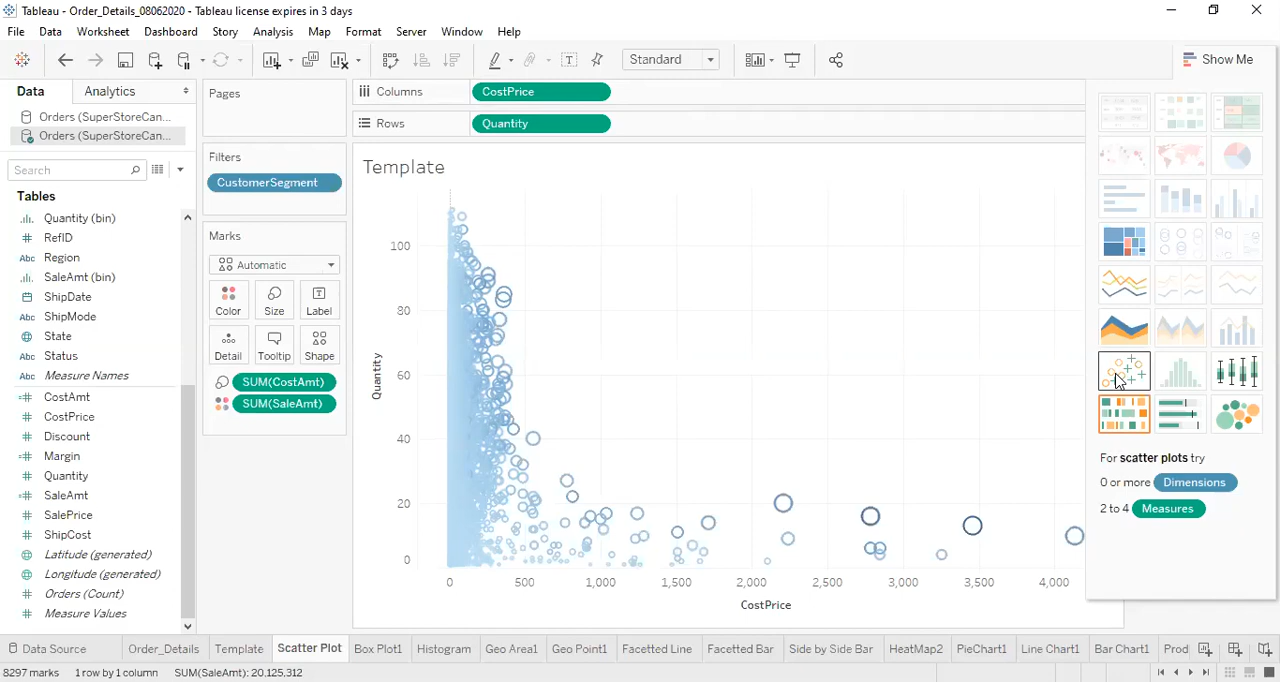 Tableau - Order_Details_08062020 - Tableau license expires in 3 days
File Data Worksheet Dashboard Story Analysis Map Format Server Window Help
Standard
Show Me
Data Analytics
Orders (SuperStoreCan...
Orders (SuperStoreCan...
Search
Tables
Quantity (bin)
# RefID
Abc Region
SaleAmt (bin)
ShipDate
Abc ShipMode
State
Abc Status
Abc Measure Names
=# CostAmt
# CostPrice
# Discount
=# Margin
# Quantity
=# SaleAmt
# SalePrice
# ShipCost
Latitude (generated)
Longitude (generated)
# Orders (Count)
# Measure Values
Pages
Filters
CustomerSegment
Marks
Automatic
Color Size Label
Detail Tooltip Shape
SUM(CostAmt)
SUM(SaleAmt)
Columns CostPrice
Rows Quantity
Template
Quantity
100
80
60
40
20
0
0 500 1,000 1,500 2,000 2,500 3,000 3,500 4,000
CostPrice
For scatter plots try
0 or more Dimensions
2 to 4 Measures
Data Source Order_Details Template Scatter Plot Box Plot1 Histogram Geo Area1 Geo Point1 Facetted Line Facetted Bar Side by Side Bar HeatMap2 PieChart1 Line Chart1 Bar Chart1 Prod
8297 marks 1 row by 1 column SUM(SaleAmt): 20,125,312